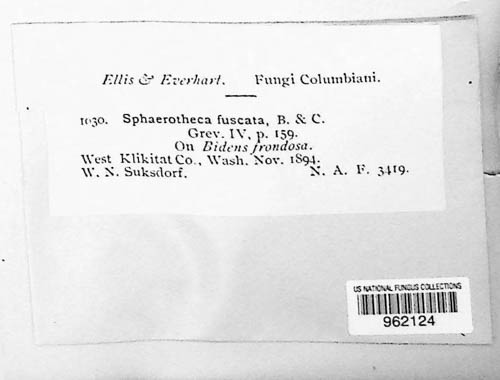 Ellis & Everhart. Fungi Columbiani.
1030. Sphaerotheca fuscata, B. & C.
Grev. IV, p. 159.
On Bidens frondosa.
West Klikitat Co., Wash. Nov. 1894.
W. N. Suksdorf. N. A. F. 3419.
US NATIONAL FUNGUS COLLECTIONS
962124